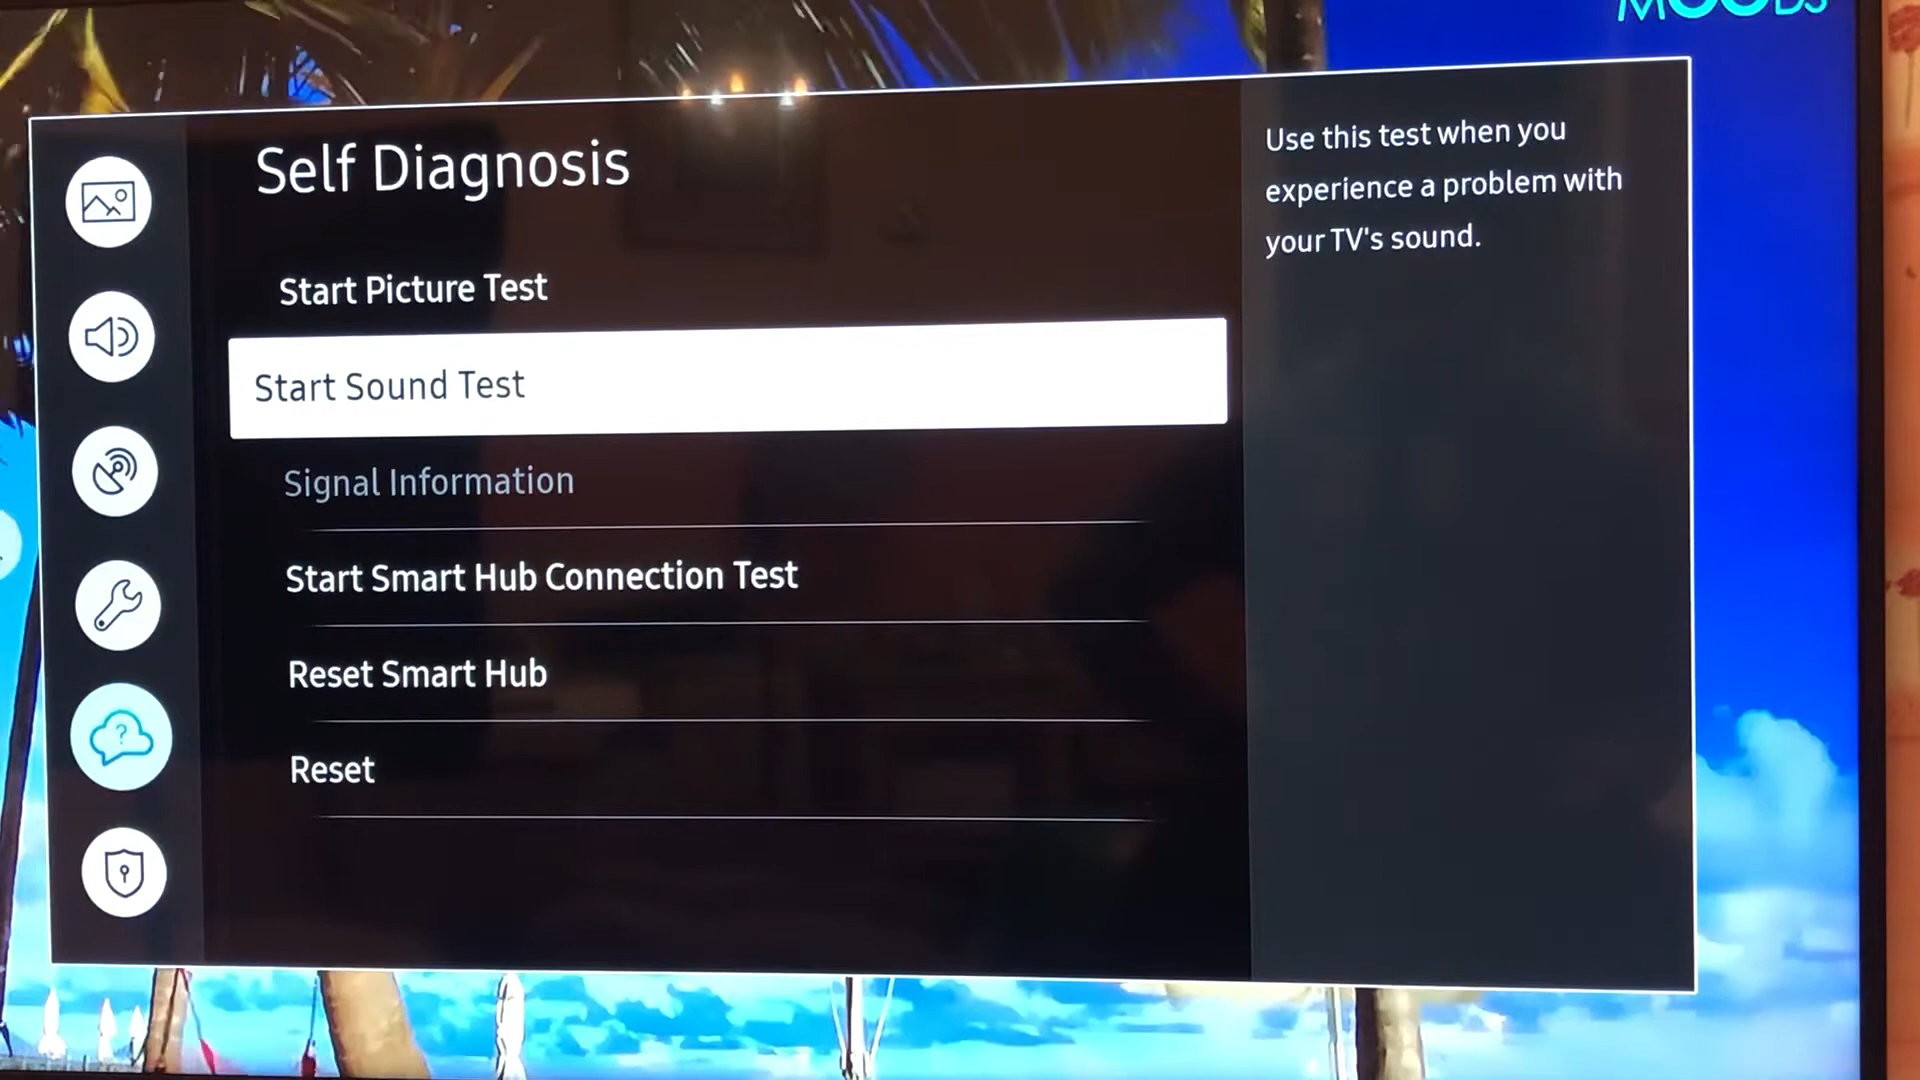 MOODS
Self Diagnosis
Use this test when you
experience a problem with
your TV's sound.
Start Picture Test
Start Sound Test
Signal Information
Start Smart Hub Connection Test
Reset Smart Hub
Reset